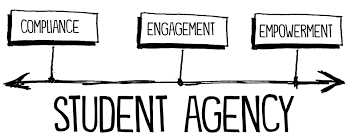 COMPLIANCE
ENGAGEMENT
EMPOWERMENT
STUDENT AGENCY